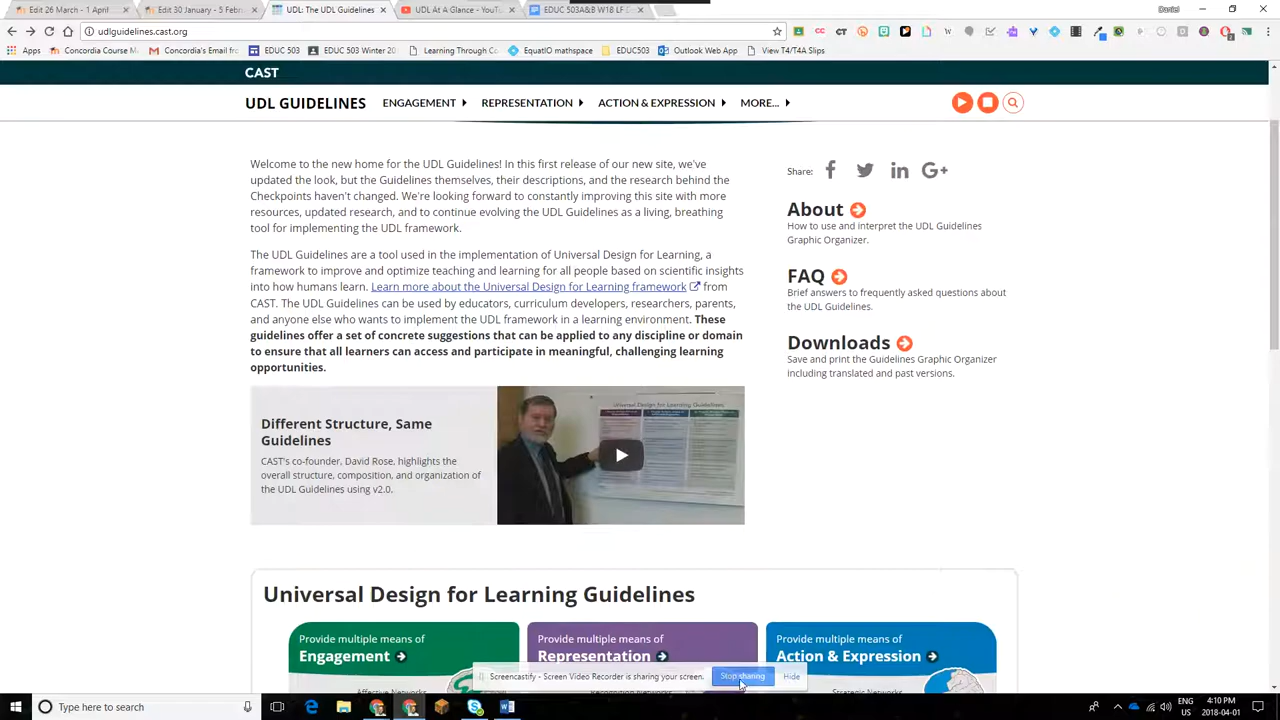 Edit 26 March - 1 April
Edit 30 January - 5 Febru
UDL: The UDL Guidelines
UDL At A Glance - YouTu
EDUC 503A&B W18 LF D
Daniel
udlguidelines.cast.org
Apps
Concordia Course M
Concordia's Email fr
EDUC 503
EDUC 503 Winter 20
Learning Through Co
EquatIO mathspace
EDUC503
Outlook Web App
View T4/T4A Slips
CAST
UDL GUIDELINES
ENGAGEMENT
REPRESENTATION
ACTION & EXPRESSION
MORE...
Welcome to the new home for the UDL Guidelines! In this first release of our new site, we've
updated the look, but the Guidelines themselves, their descriptions, and the research behind the
Checkpoints haven't changed. We're looking forward to constantly improving this site with more
resources, updated research, and to continue evolving the UDL Guidelines as a living, breathing
tool for implementing the UDL framework.
The UDL Guidelines are a tool used in the implementation of Universal Design for Learning, a
framework to improve and optimize teaching and learning for all people based on scientific insights
into how humans learn. Learn more about the Universal Design for Learning framework from
CAST. The UDL Guidelines can be used by educators, curriculum developers, researchers, parents,
and anyone else who wants to implement the UDL framework in a learning environment. These
guidelines offer a set of concrete suggestions that can be applied to any discipline or domain
to ensure that all learners can access and participate in meaningful, challenging learning
opportunities.
Share:
About
How to use and interpret the UDL Guidelines
Graphic Organizer.
FAQ
Brief answers to frequently asked questions about
the UDL Guidelines.
Downloads
Save and print the Guidelines Graphic Organizer
including translated and past versions.
Different Structure, Same
Guidelines
CAST's co-founder, David Rose, highlights the
overall structure, composition, and organization of
the UDL Guidelines using v2.0.
Universal Design for Learning Guidelines
Universal Design for Learning Guidelines
Provide multiple means of
Engagement
Affective Networks
Provide multiple means of
Representation
Provide multiple means of
Action & Expression
Strategic Networks
Screencastify - Screen Video Recorder is sharing your screen.
Stop sharing
Hide
Type here to search
ENG
US
4:10 PM
2018-04-01